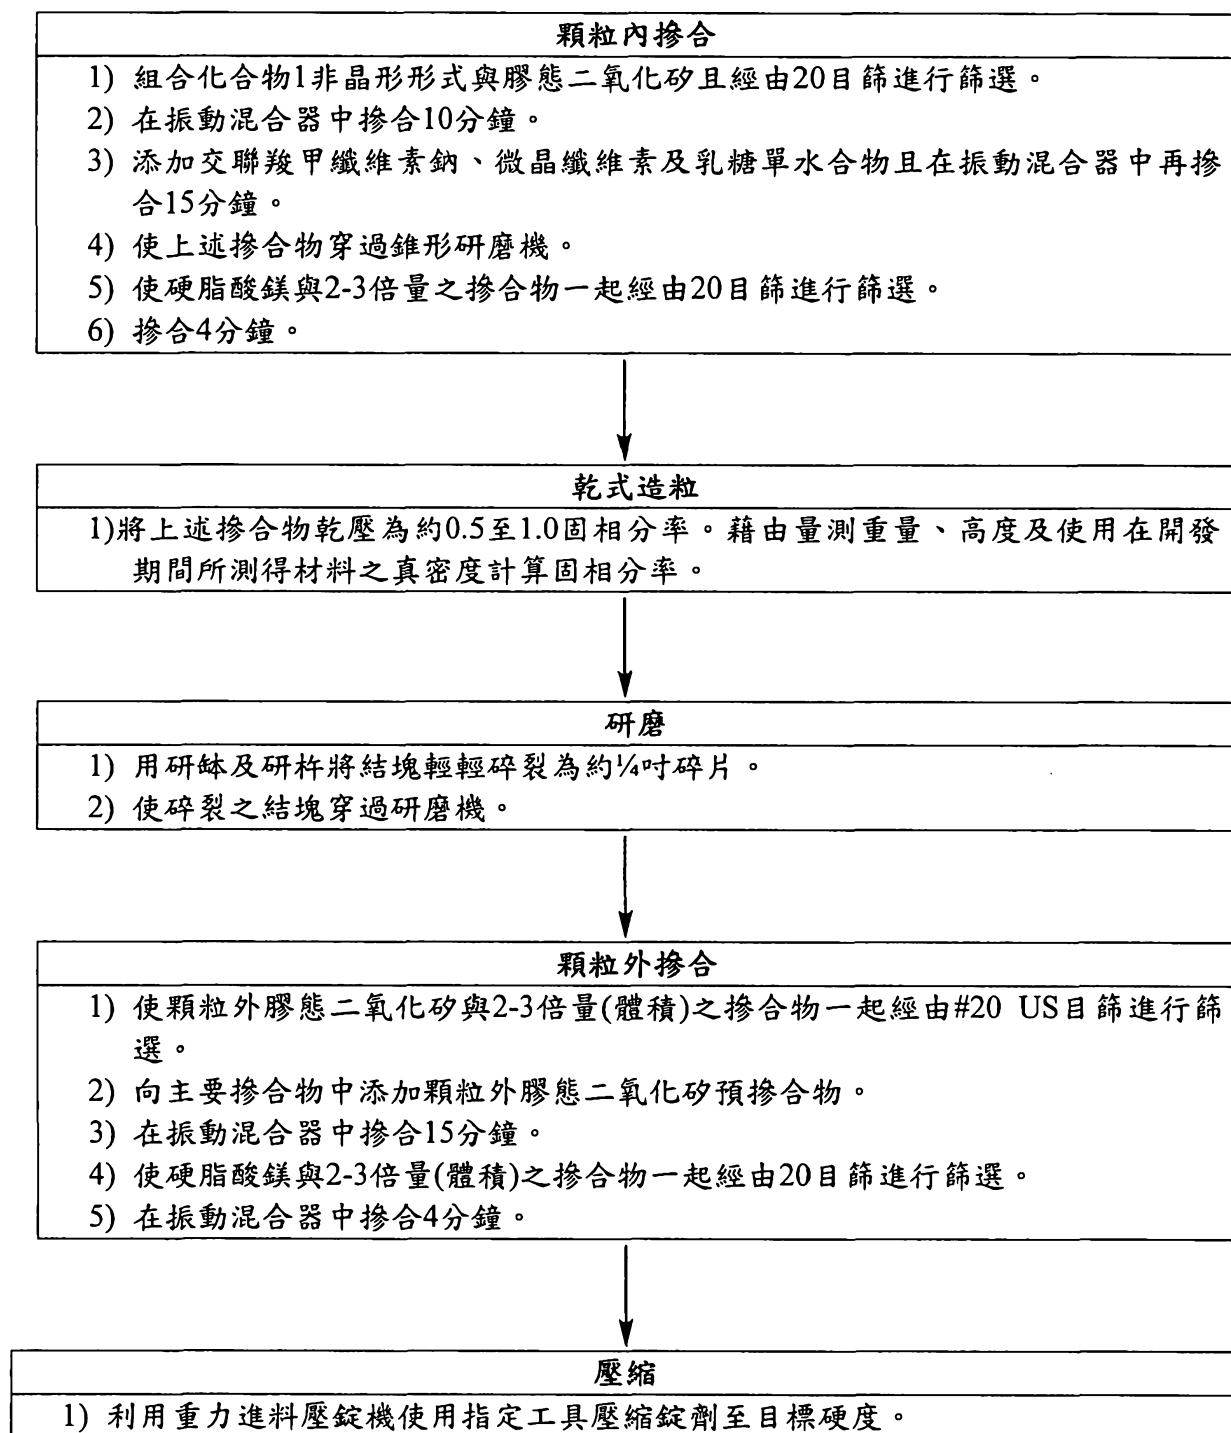 顆粒內摻合
1) 組合化合物1非晶形形式與膠態二氧化矽且經由20目篩進行篩選。
2) 在振動混合器中摻合10分鐘。
3) 添加交聯羧甲纖維素鈉、微晶纖維素及乳糖單水合物且在振動混合器中再摻
合15分鐘。
4) 使上述摻合物穿過錐形研磨機。
5) 使硬脂酸鎂與2-3倍量之摻合物一起經由20目篩進行篩選。
6) 摻合4分鐘。
乾式造粒
1)將上述摻合物乾壓為約0.5至1.0固相分率。藉由量測重量、高度及使用在開發
期間所測得材料之真密度計算固相分率。
研磨
1) 用研缽及研杵將結塊輕輕碎裂為約¼吋碎片。
2) 使碎裂之結塊穿過研磨機。
顆粒外摻合
1) 使顆粒外膠態二氧化矽與2-3倍量(體積)之摻合物一起經由#20 US目篩進行篩
選。
2) 向主要摻合物中添加顆粒外膠態二氧化矽預摻合物。
3) 在振動混合器中摻合15分鐘。
4) 使硬脂酸鎂與2-3倍量(體積)之摻合物一起經由20目篩進行篩選。
5) 在振動混合器中摻合4分鐘。
壓縮
1) 利用重力進料壓錠機使用指定工具壓縮錠劑至目標硬度。